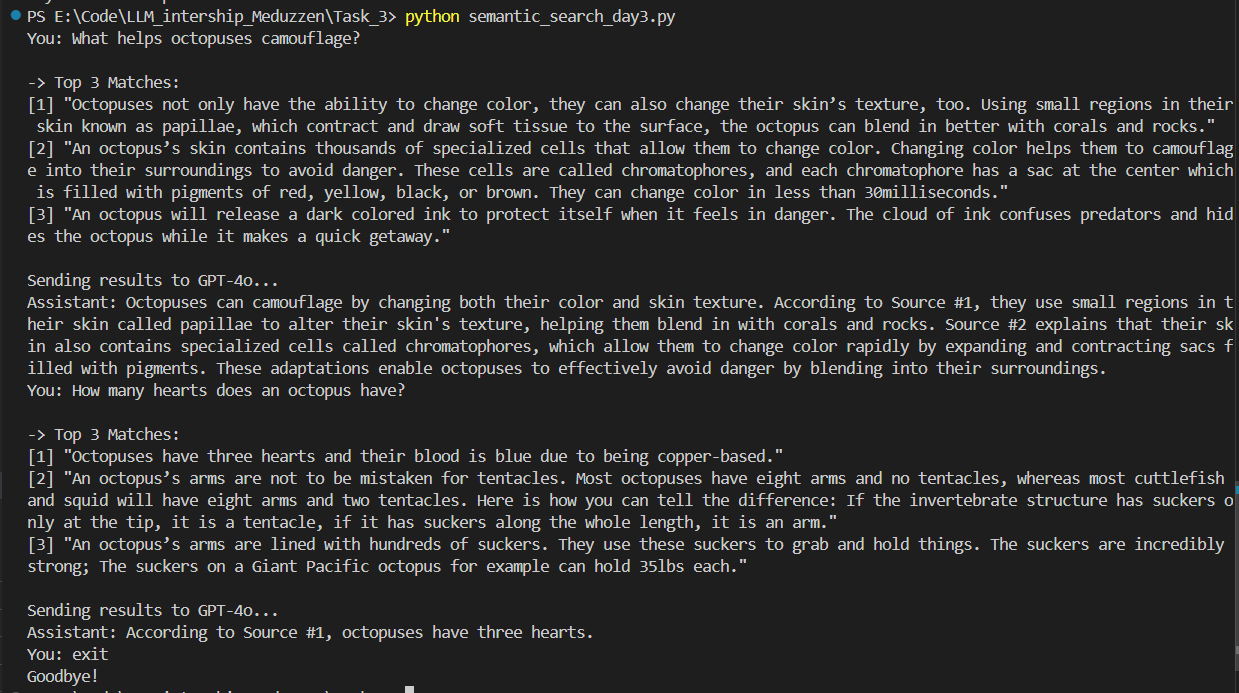 PS E:\Code\LLM_intership_Meduzzen\Task_3> python semantic_search_day3.py
You: What helps octopuses camouflage?
-> Top 3 Matches:
[1] "Octopuses not only have the ability to change color, they can also change their skin’s texture, too. Using small regions in their
skin known as papillae, which contract and draw soft tissue to the surface, the octopus can blend in better with corals and rocks."
[2] "An octopus’s skin contains thousands of specialized cells that allow them to change color. Changing color helps them to camouflag
e into their surroundings to avoid danger. These cells are called chromatophores, and each chromatophore has a sac at the center which
is filled with pigments of red, yellow, black, or brown. They can change color in less than 30milliseconds."
[3] "An octopus will release a dark colored ink to protect itself when it feels in danger. The cloud of ink confuses predators and hid
es the octopus while it makes a quick getaway."
Sending results to GPT-4o...
Assistant: Octopuses can camouflage by changing both their color and skin texture. According to Source #1, they use small regions in t
heir skin called papillae to alter their skin's texture, helping them blend in with corals and rocks. Source #2 explains that their sk
in also contains specialized cells called chromatophores, which allow them to change color rapidly by expanding and contracting sacs f
illed with pigments. These adaptations enable octopuses to effectively avoid danger by blending into their surroundings.
You: How many hearts does an octopus have?
-> Top 3 Matches:
[1] "Octopuses have three hearts and their blood is blue due to being copper-based."
[2] "An octopus’s arms are not to be mistaken for tentacles. Most octopuses have eight arms and no tentacles, whereas most cuttlefish
and squid will have eight arms and two tentacles. Here is how you can tell the difference: If the invertebrate structure has suckers o
nly at the tip, it is a tentacle, if it has suckers along the whole length, it is an arm."
[3] "An octopus’s arms are lined with hundreds of suckers. They use these suckers to grab and hold things. The suckers are incredibly
strong; The suckers on a Giant Pacific octopus for example can hold 35lbs each."
Sending results to GPT-4o...
Assistant: According to Source #1, octopuses have three hearts.
You: exit
Goodbye!